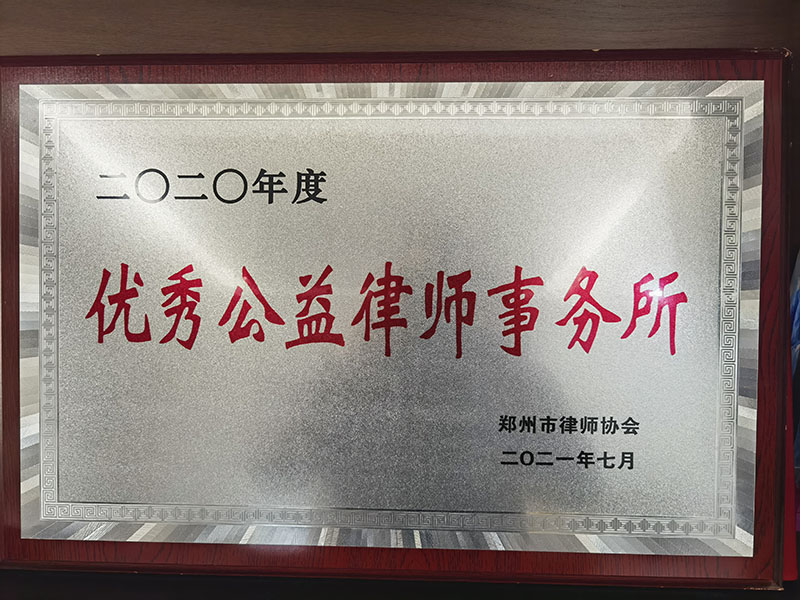 二〇二〇年度
优秀公益律师事务所
郑州市律师协会
二〇二一年七月